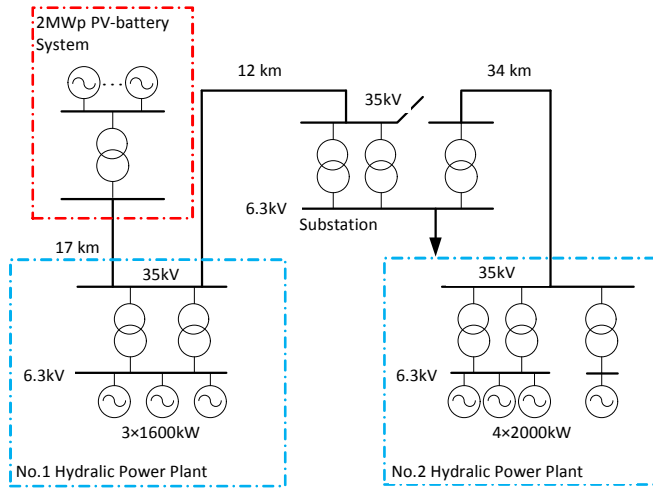 2MWp PV-battery
System
12 km
34 km
35kV
6.3kV
Substation
17 km
35kV
6.3kV
3×1600kW
No.1 Hydralic Power Plant
35kV
6.3kV
4×2000kW
No.2 Hydralic Power Plant